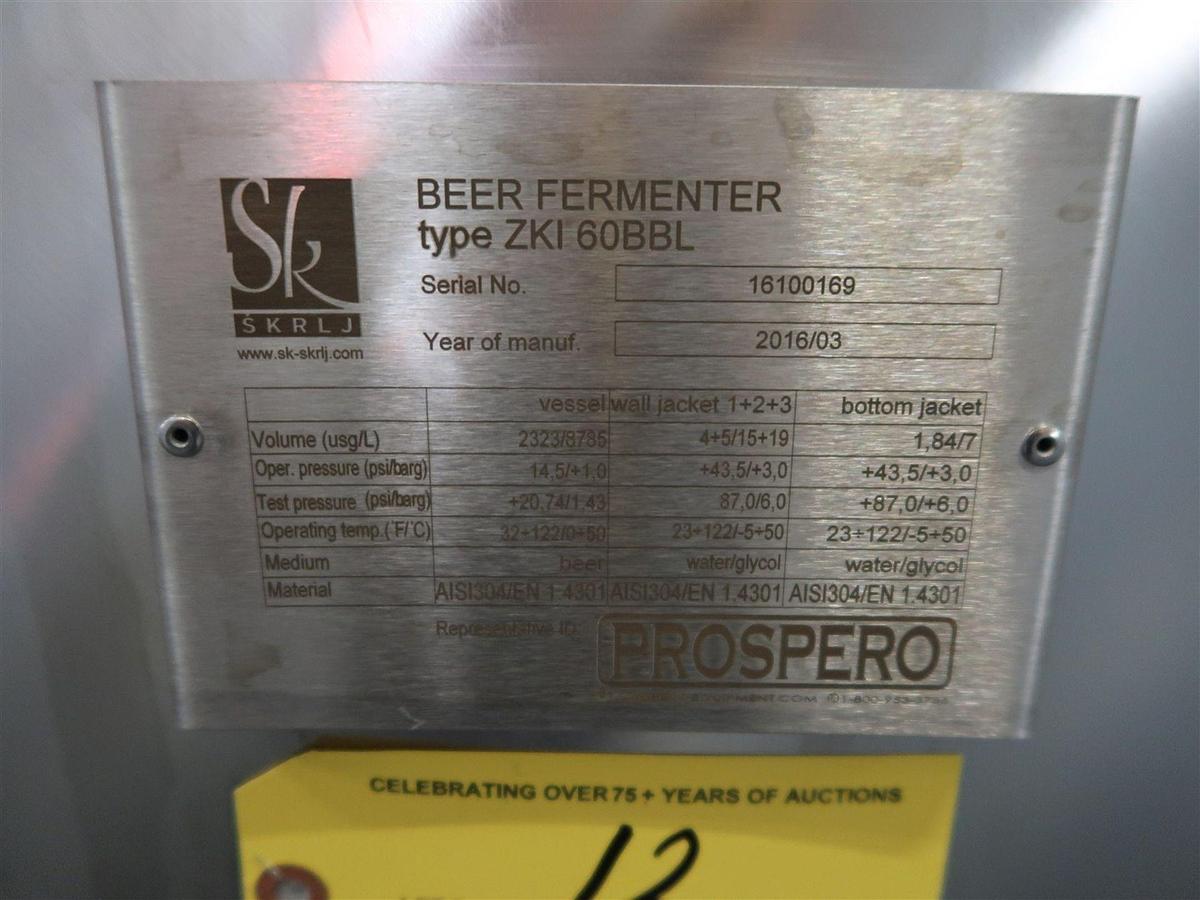 Sk
ŠKRLJ
www.sk-skrlj.com
BEER FERMENTER
type ZKI 60BBL
Serial No. 16100169
Year of manuf. 2016/03
vessel wall jacket 1+2+3 bottom jacket
Volume (usg/L) 2323/8785 4+5/15+19 1,84/7
Oper. pressure (psi/barg) 14,5/+1,0 +43,5/+3,0 +43,5/+3,0
Test pressure (psi/barg) +20,74/1,43 87,0/6,0 +87,0/+6,0
Operating temp.(°F/°C) 32÷122/0÷50 23÷122/-5÷50 23÷122/-5÷50
Medium beer water/glycol water/glycol
Material AISI304/EN 1.4301 AISI304/EN 1.4301 AISI304/EN 1.4301
Representative ID:
PROSPERO
CELEBRATING OVER 75+ YEARS OF AUCTIONS